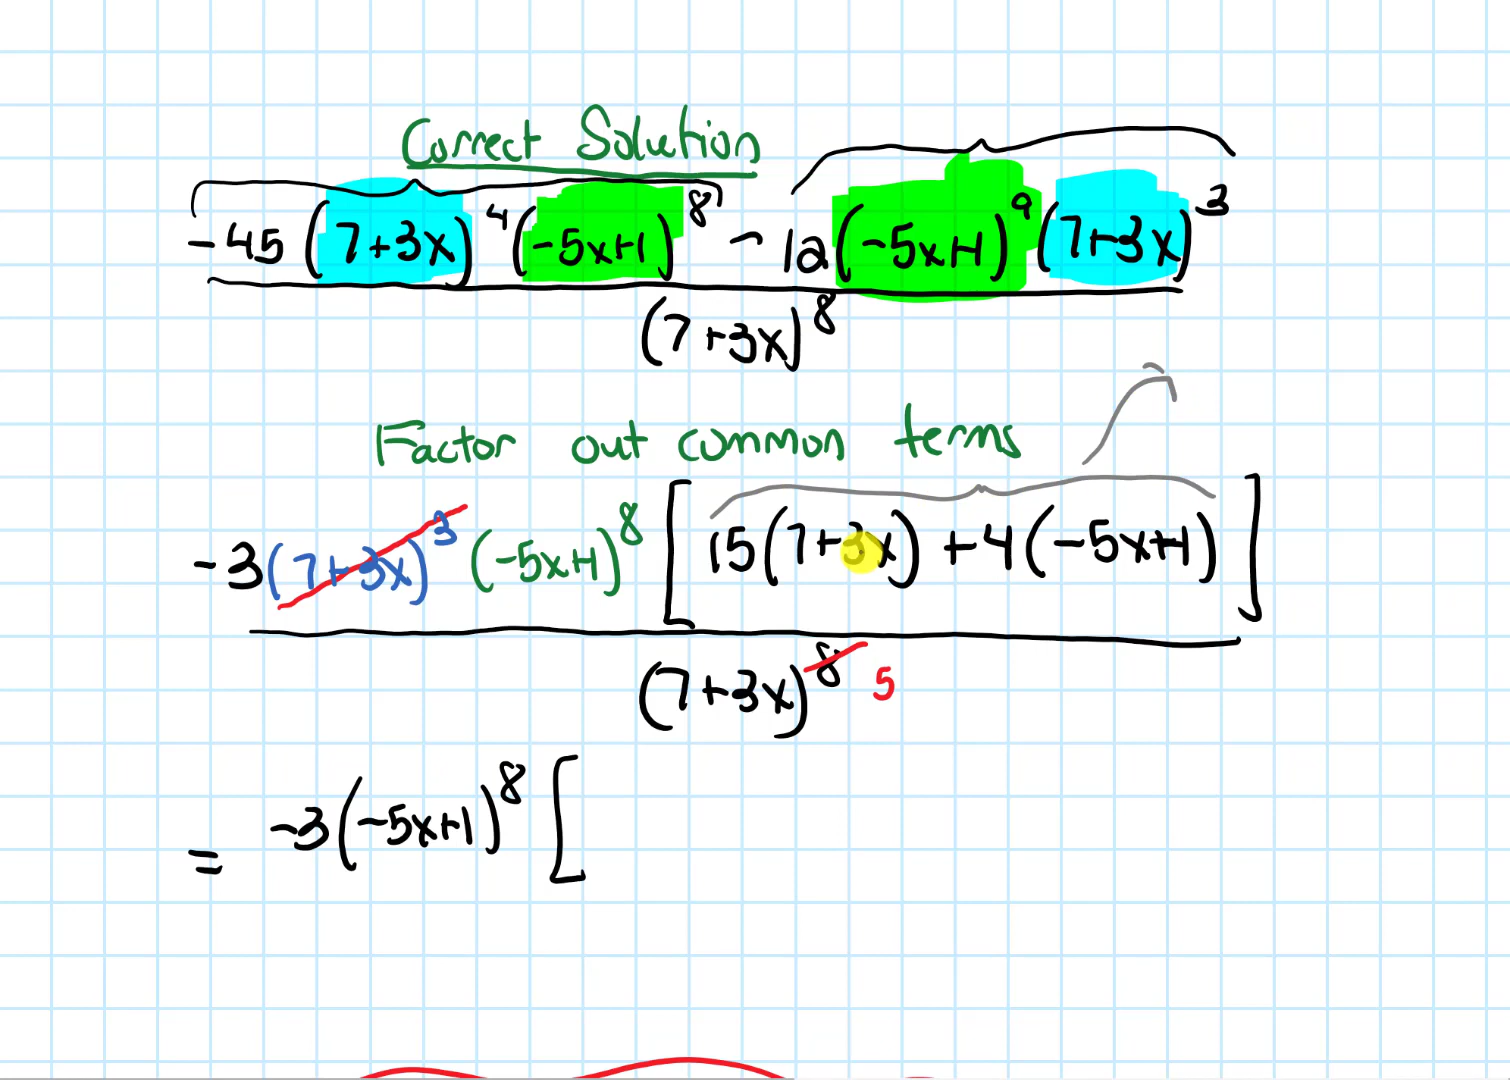 Correct Solution
-45 (7+3x)^4 (-5x+1)^8 - 12 (-5x+1)^9 (7+3x)^3
(7+3x)^8
Factor out common terms
-3 (7+3x)^3 (-5x+1)^8 [ 15(7+3x) + 4(-5x+1) ]
(7+3x)^8 5
= -3(-5x+1)^8 [